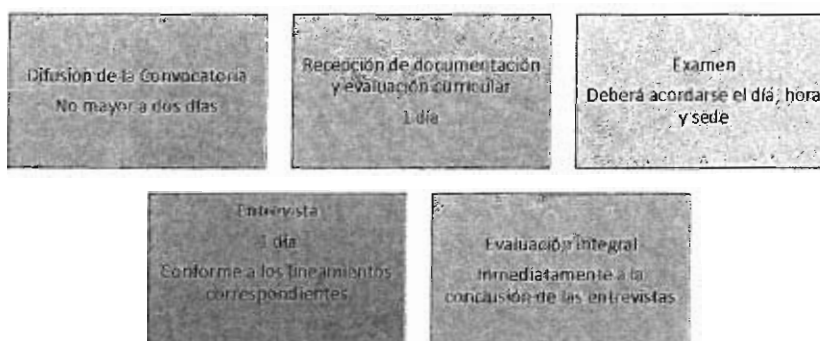 Difusion de la Convocatoria
No mayor a dos días
Recepción de documentación
y evaluación curricular
1 día
Examen
Deberá acordarse el día, hora
y sede
Entrevista
1 día
Conforme a los lineamientos
correspondientes
Evaluación Integral
Inmediatamente a la
conclusión de las entrevistas